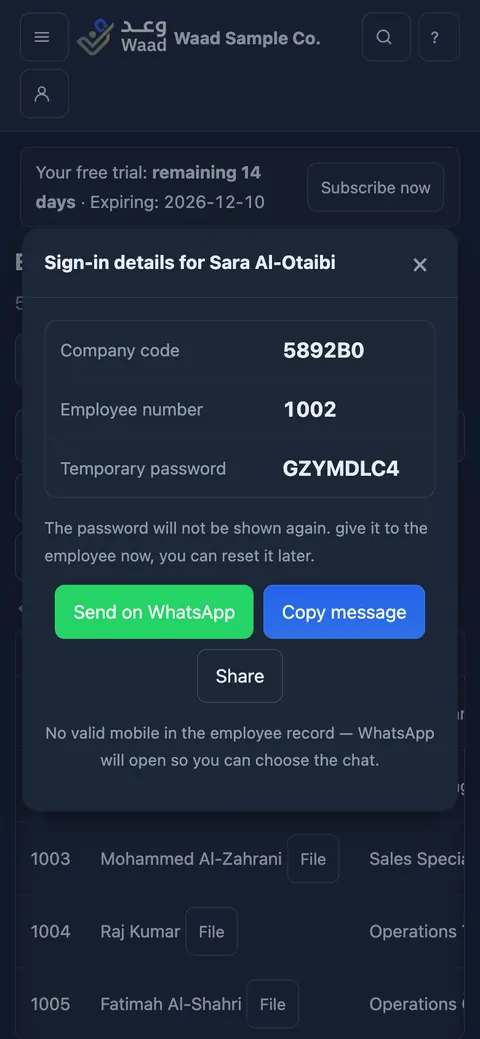 وعد
Waad
Waad Sample Co.
?
Your free trial: remaining 14
days · Expiring: 2026-12-10
Subscribe now
Sign-in details for Sara Al-Otaibi
×
Company code 5892B0
Employee number 1002
Temporary password GZYMDLC4
The password will not be shown again. give it to the
employee now, you can reset it later.
Send on WhatsApp
Copy message
Share
No valid mobile in the employee record — WhatsApp
will open so you can choose the chat.
1003 Mohammed Al-Zahrani File Sales
1004 Raj Kumar File Operations
1005 Fatimah Al-Shahri File Operations